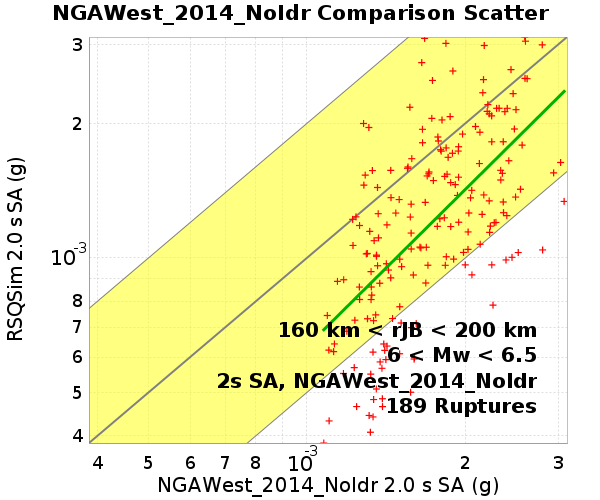 NGAWest_2014_NoIdr Comparison Scatter
RSQSim 2.0 s SA (g)
3
2
10-3
8
7
6
5
4
160 km < rJB < 200 km
6 < Mw < 6.5
2s SA, NGAWest_2014_NoIdr
189 Ruptures
4 5 6 7 8 10-3 2 3
NGAWest_2014_NoIdr 2.0 s SA (g)